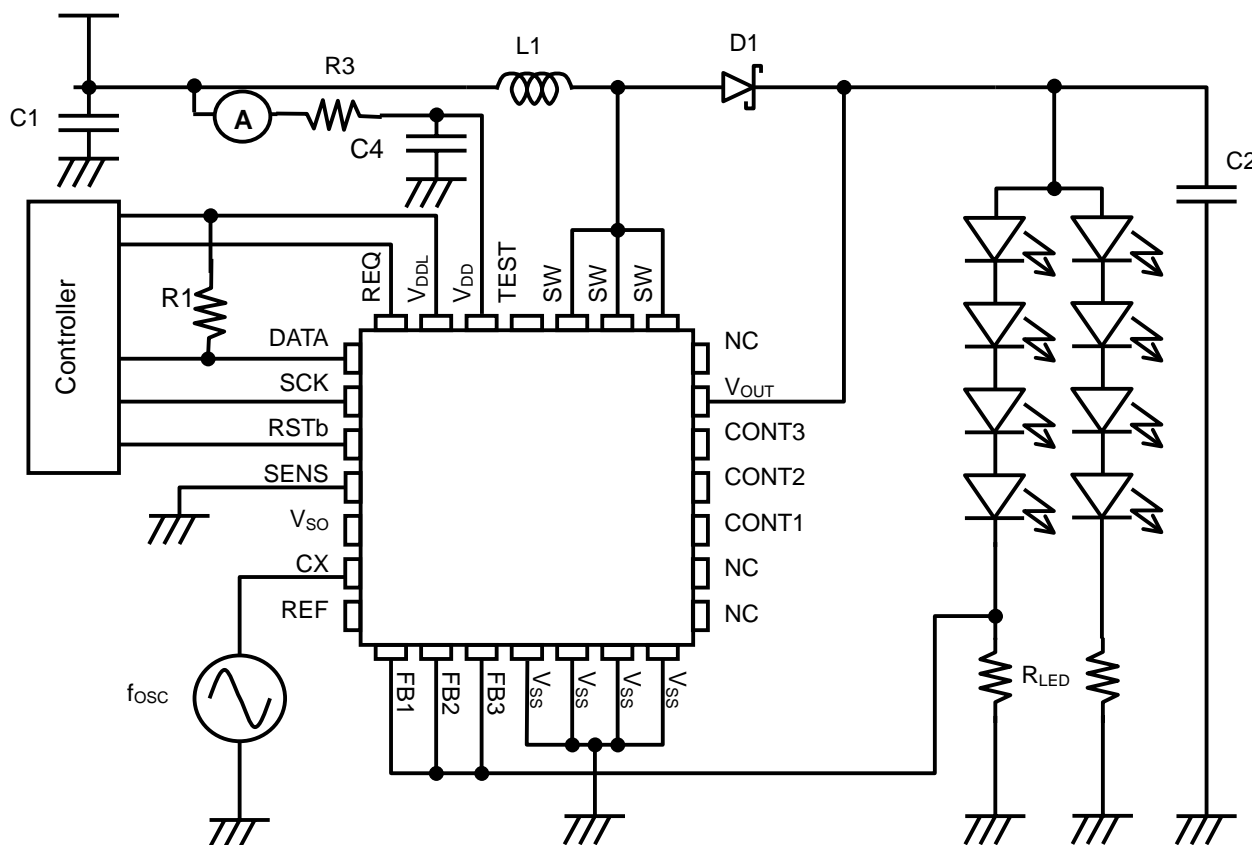 L1
D1
R3
C1
A
C4
C2
Controller
R1
REQ
VDDL
VDD
TEST
SW
SW
SW
DATA
SCK
RSTb
SENS
VSO
CX
REF
NC
VOUT
CONT3
CONT2
CONT1
NC
NC
fOSC
FB1
FB2
FB3
VSS
VSS
VSS
VSS
RLED